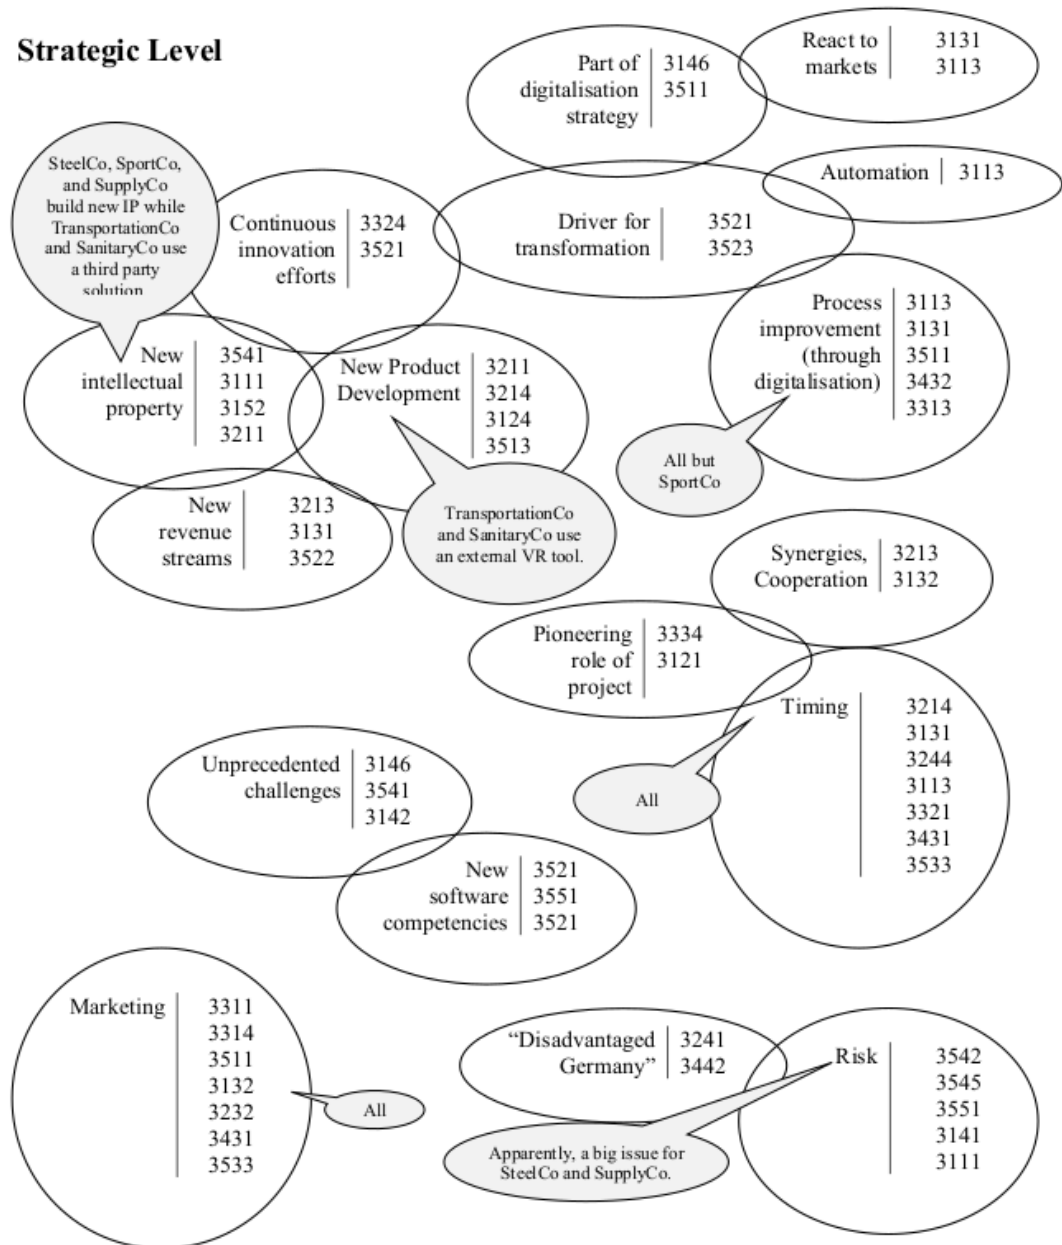 Strategic Level
Part of
digitalisation
strategy
3146
3511
React to
markets
3131
3113
Automation
3113
SteelCo, SportCo,
and SupplyCo
build new IP while
TransportationCo
and SanitaryCo use
a third party
solution
Continuous
innovation
efforts
3324
3521
Driver for
transformation
3521
3523
Process
improvement
(through
digitalisation)
3113
3131
3511
3432
3313
New
intellectual
property
3541
3111
3152
3211
New Product
Development
3211
3214
3124
3513
All but
SportCo
New
revenue
streams
3213
3131
3522
TransportationCo
and SanitaryCo use
an external VR tool.
Synergies,
Cooperation
3213
3132
Pioneering
role of
project
3334
3121
Timing
3214
3131
3244
3113
3321
3431
3533
All
Unprecedented
challenges
3146
3541
3142
New
software
competencies
3521
3551
3521
Marketing
3311
3314
3511
3132
3232
3431
3533
All
“Disadvantaged
Germany”
3241
3442
Risk
3542
3545
3551
3141
3111
Apparently, a big issue for
SteelCo and SupplyCo.